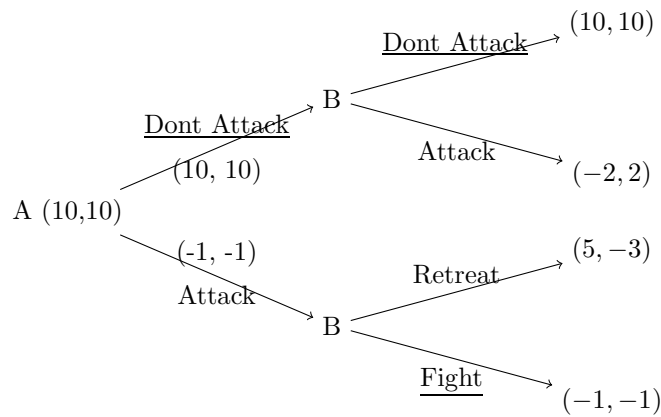 (10, 10)
Dont Attack
B
Dont Attack
Attack
(10, 10)
(−2, 2)
A (10,10)
(-1, -1)
(5, −3)
Retreat
Attack
B
Fight
(−1, −1)